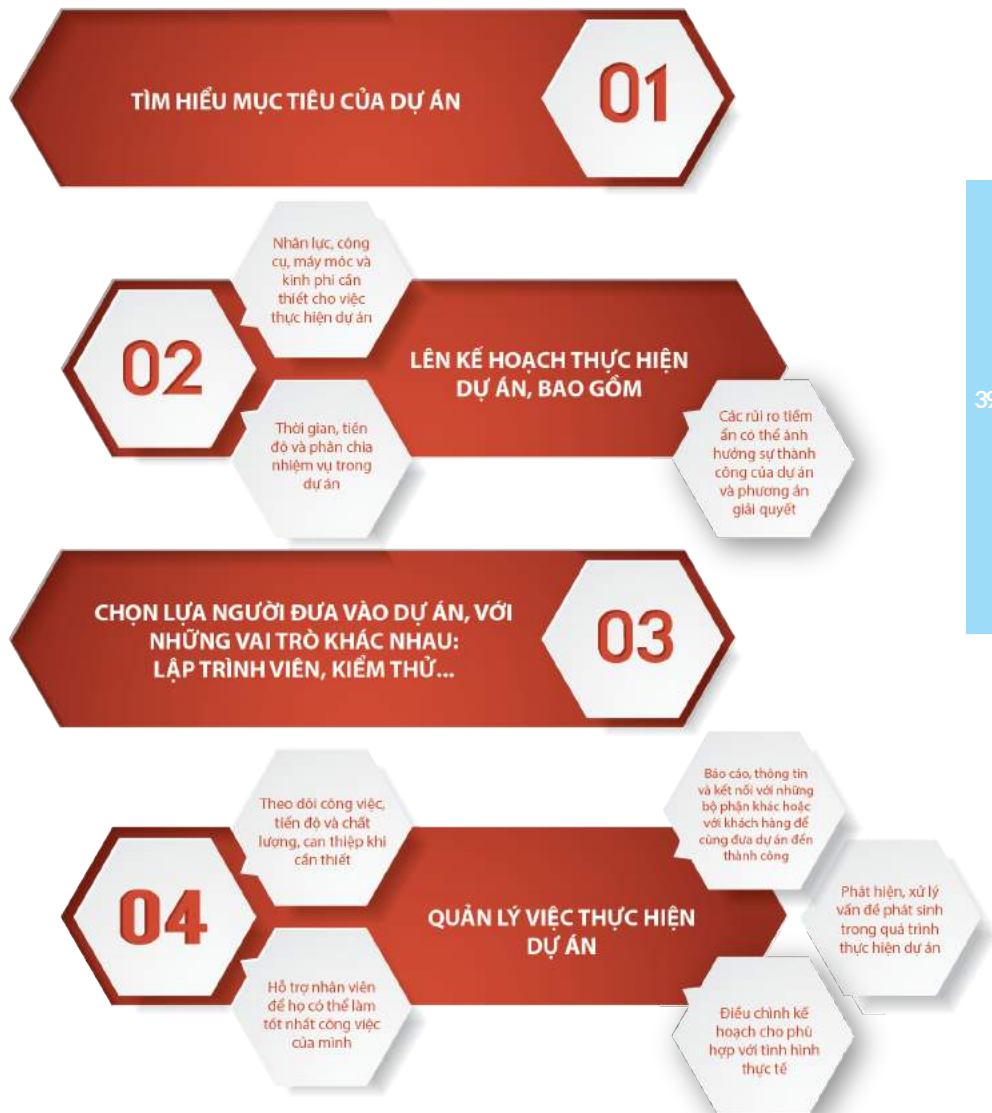 TÌM HIỂU MỤC TIÊU CỦA DỰ ÁN
01
02
Nhân lực, công
cụ, máy móc và
kinh phí cần
thiết cho việc
thực hiện dự án
Thời gian, tiến
độ và phân chia
nhiệm vụ trong
dự án
LÊN KẾ HOẠCH THỰC HIỆN
DỰ ÁN, BAO GỒM
Các rủi ro tiềm
ẩn có thể ảnh
hưởng sự thành
công của dự án
và phương án
giải quyết
39
CHỌN LỰA NGƯỜI ĐƯA VÀO DỰ ÁN, VỚI
NHỮNG VAI TRÒ KHÁC NHAU:
LẬP TRÌNH VIÊN, KIỂM THỬ...
03
04
Theo dõi công việc,
tiến độ và chất
lượng, can thiệp khi
cần thiết
Hỗ trợ nhân viên
để họ có thể làm
tốt nhất công việc
của mình
QUẢN LÝ VIỆC THỰC HIỆN
DỰ ÁN
Báo cáo, thông tin
và kết nối với những
bộ phận khác hoặc
với khách hàng để
cùng đưa dự án đến
thành công
Phát hiện, xử lý
vấn đề phát sinh
trong quá trình
thực hiện dự án
Điều chỉnh kế
hoạch cho phù
hợp với tình hình
thực tế